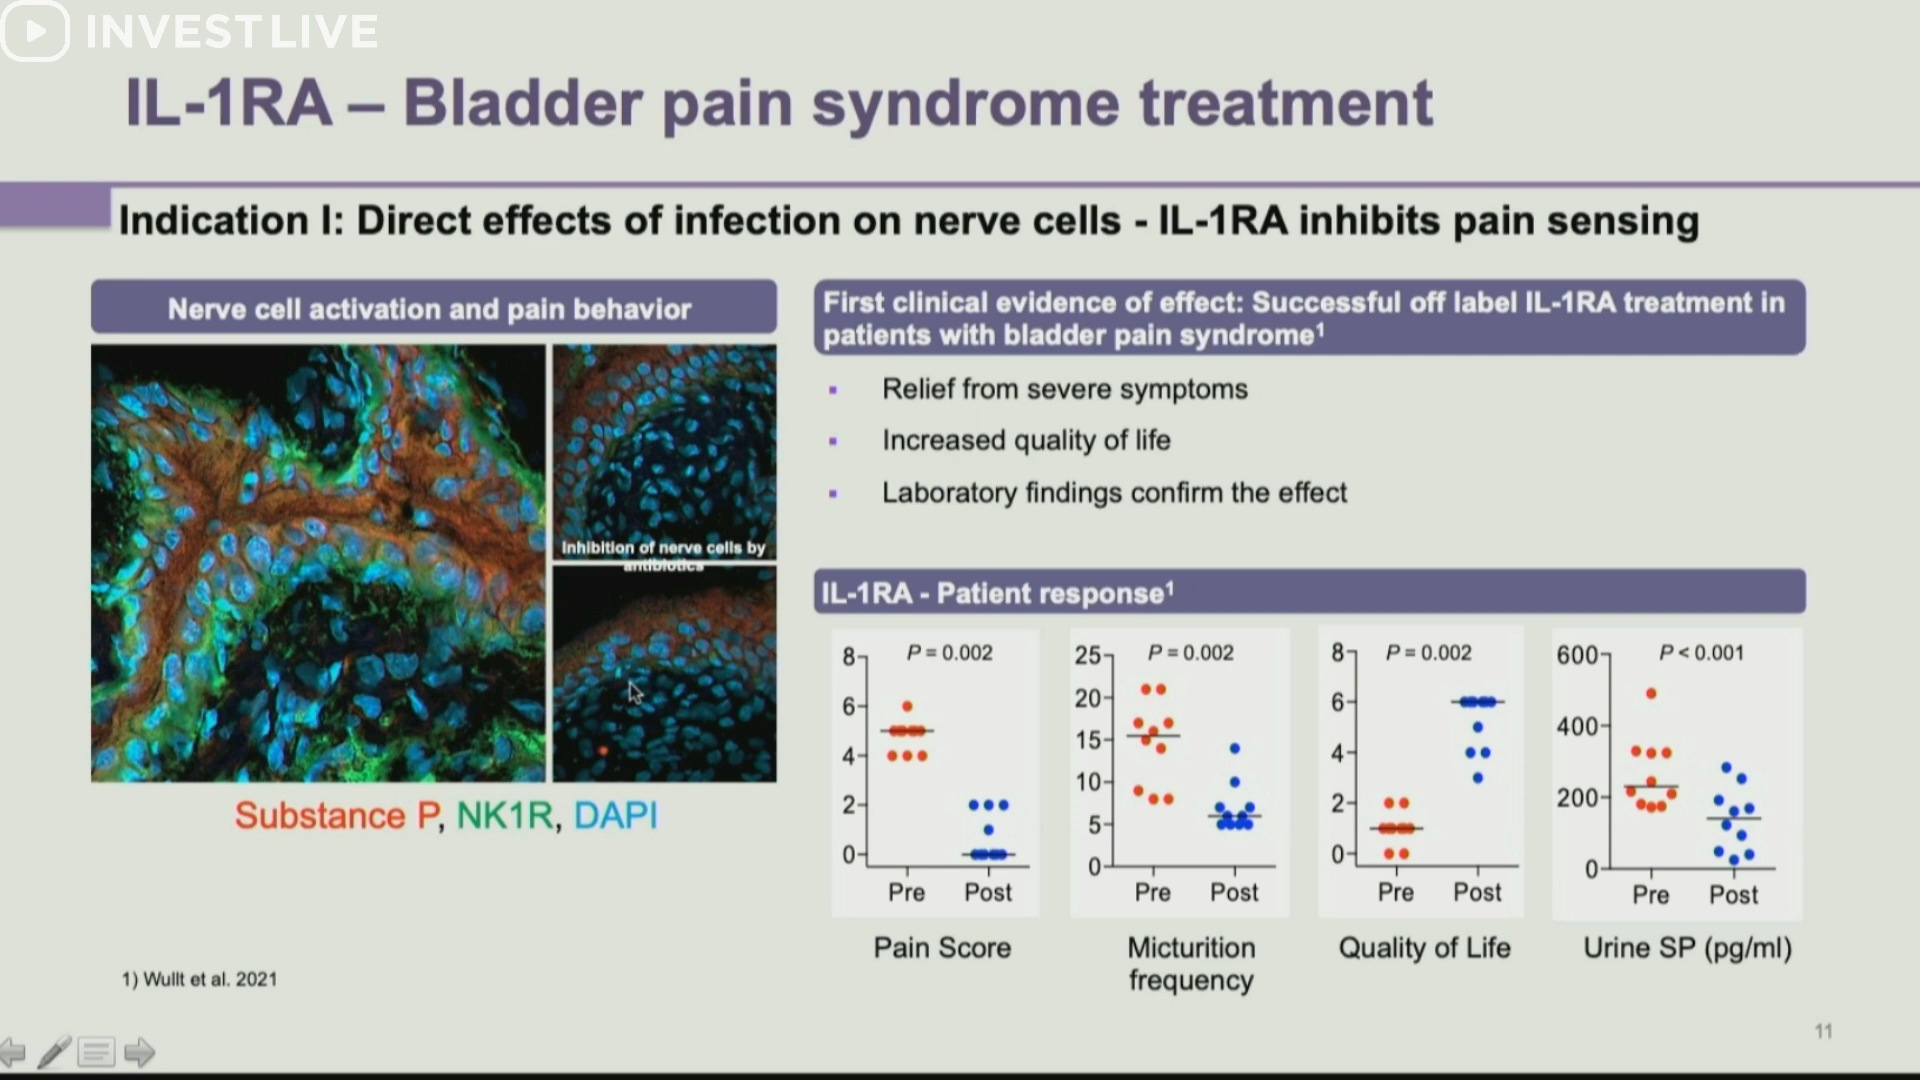 INVESTLIVE
IL-1RA – Bladder pain syndrome treatment
Indication I: Direct effects of infection on nerve cells - IL-1RA inhibits pain sensing
Nerve cell activation and pain behavior
Inhibition of nerve cells by
antibiotics
Substance P, NK1R, DAPI
First clinical evidence of effect: Successful off label IL-1RA treatment in
patients with bladder pain syndrome¹
▪ Relief from severe symptoms
▪ Increased quality of life
▪ Laboratory findings confirm the effect
IL-1RA - Patient response¹
P = 0.002
8
6
4
2
0
Pre Post
Pain Score
P = 0.002
25
20
15
10
5
0
Pre Post
Micturition
frequency
P = 0.002
8
6
4
2
0
Pre Post
Quality of Life
P < 0.001
600
400
200
0
Pre Post
Urine SP (pg/ml)
1) Wullt et al. 2021
11